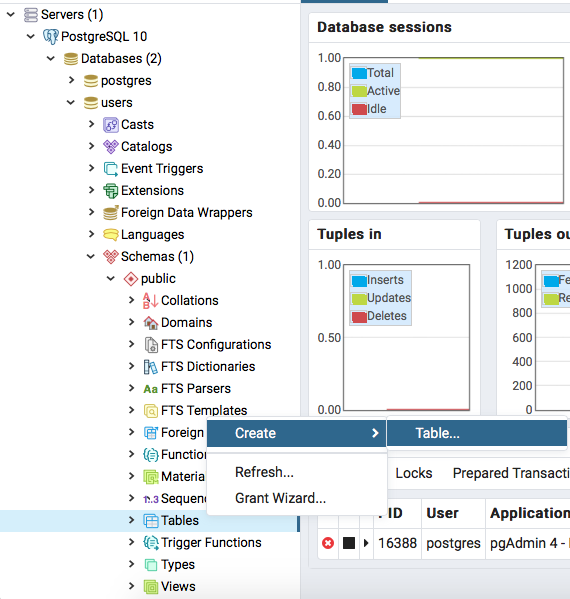 Servers (1)
PostgreSQL 10
Databases (2)
postgres
users
Casts
Catalogs
Event Triggers
Extensions
Foreign Data Wrappers
Languages
Schemas (1)
public
Collations
Domains
FTS Configurations
FTS Dictionaries
FTS Parsers
FTS Templates
Foreign
Function
Materia
1..3 Sequen
Tables
Trigger Functions
Types
Views
Create
Table...
Refresh...
Grant Wizard...
Database sessions
1.00
0.80
0.60
0.40
0.20
0.00
Total
Active
Idle
Tuples in
1.00
0.50
0.00
Inserts
Updates
Deletes
Tuples ou
1200
1000
800
600
400
200
0
Fe
Re
Locks Prepared Transacti
PID User Application
16388 postgres pgAdmin 4 -